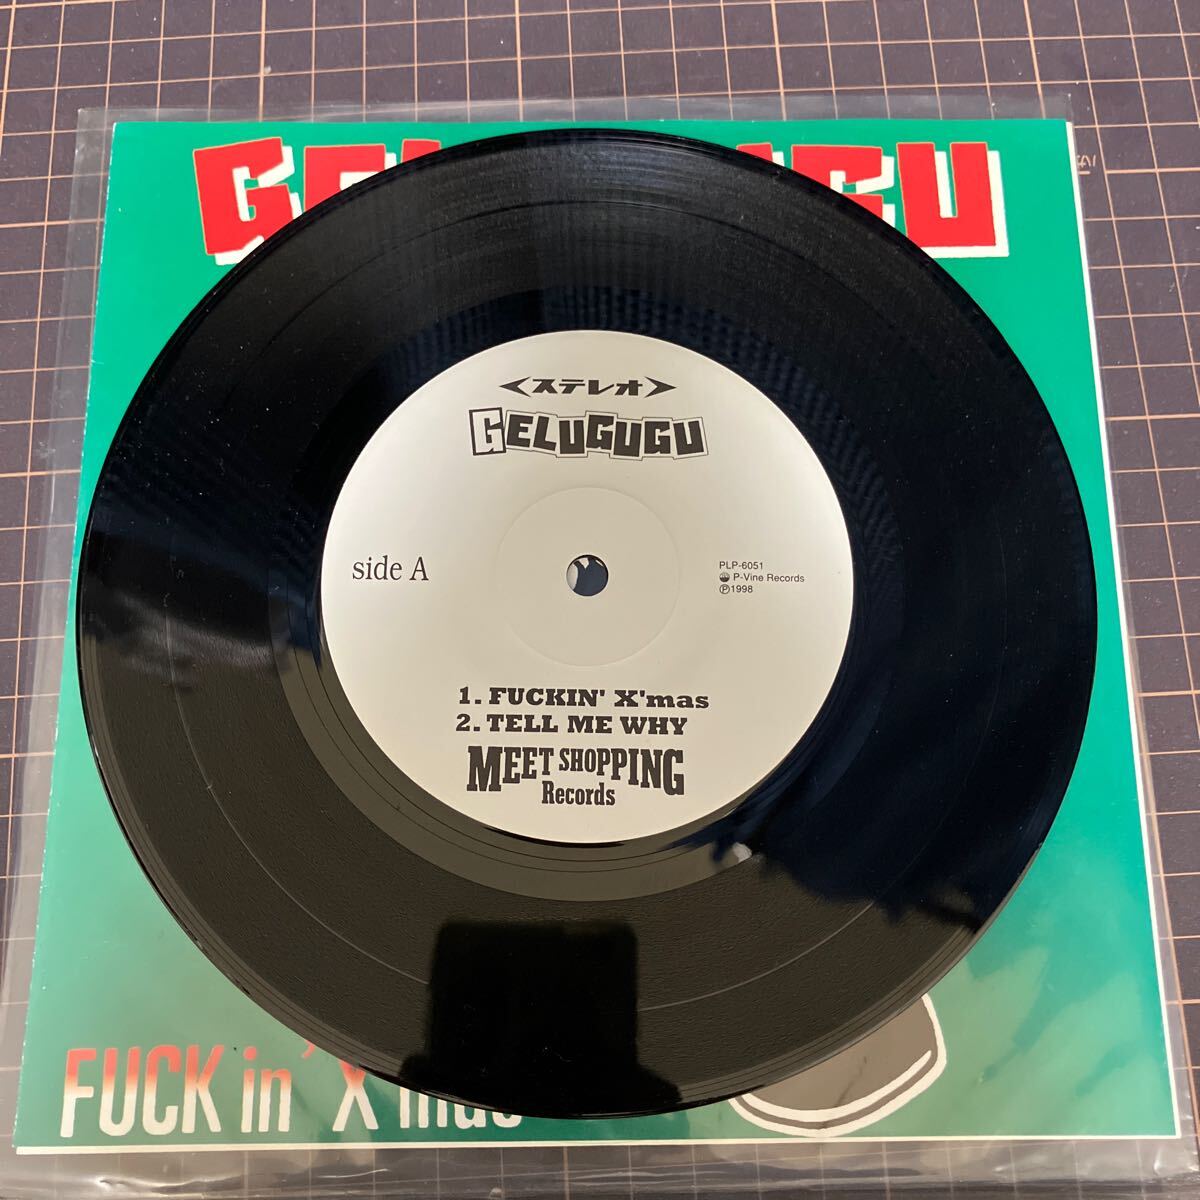 〈ステレオ〉
GELUGUGU
side A
PLP-6051
P-Vine Records
℗1998
1. FUCKIN' X'mas
2. TELL ME WHY
MEET SHOPPING
Records
FUCK in' X'mas